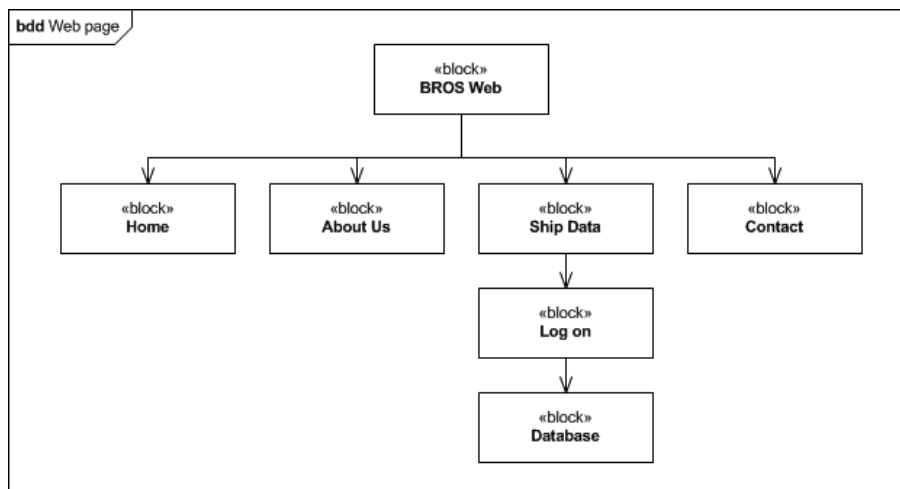 bdd Web page
«block»
BROS Web
«block»
Home
«block»
About Us
«block»
Ship Data
«block»
Contact
«block»
Log on
«block»
Database